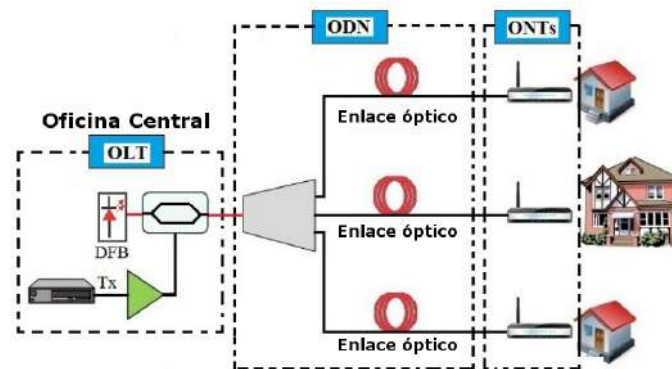 ODN
ONTs
Enlace óptico
Oficina Central
OLT
Enlace óptico
DFB
Tx
Enlace óptico